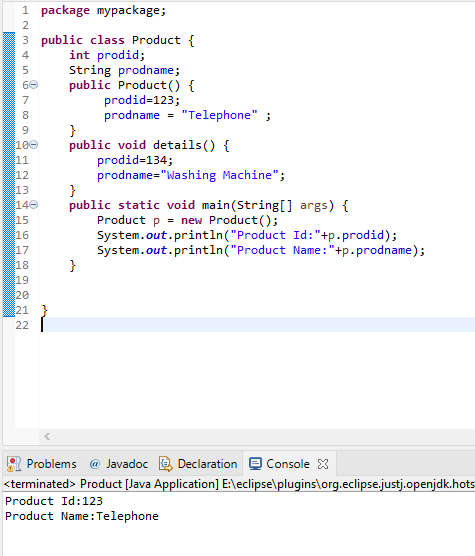 1 package mypackage;
2
3 public class Product {
4 int prodid;
5 String prodname;
6 public Product() {
7 prodid=123;
8 prodname = "Telephone" ;
9 }
10 public void details() {
11 prodid=134;
12 prodname="Washing Machine";
13 }
14 public static void main(String[] args) {
15 Product p = new Product();
16 System.out.println("Product Id:"+p.prodid);
17 System.out.println("Product Name:"+p.prodname);
18 }
19
20
21 }
22
Problems @ Javadoc Declaration Console
<terminated> Product [Java Application] E:\eclipse\plugins\org.eclipse.justj.openjdk.hots
Product Id:123
Product Name:Telephone